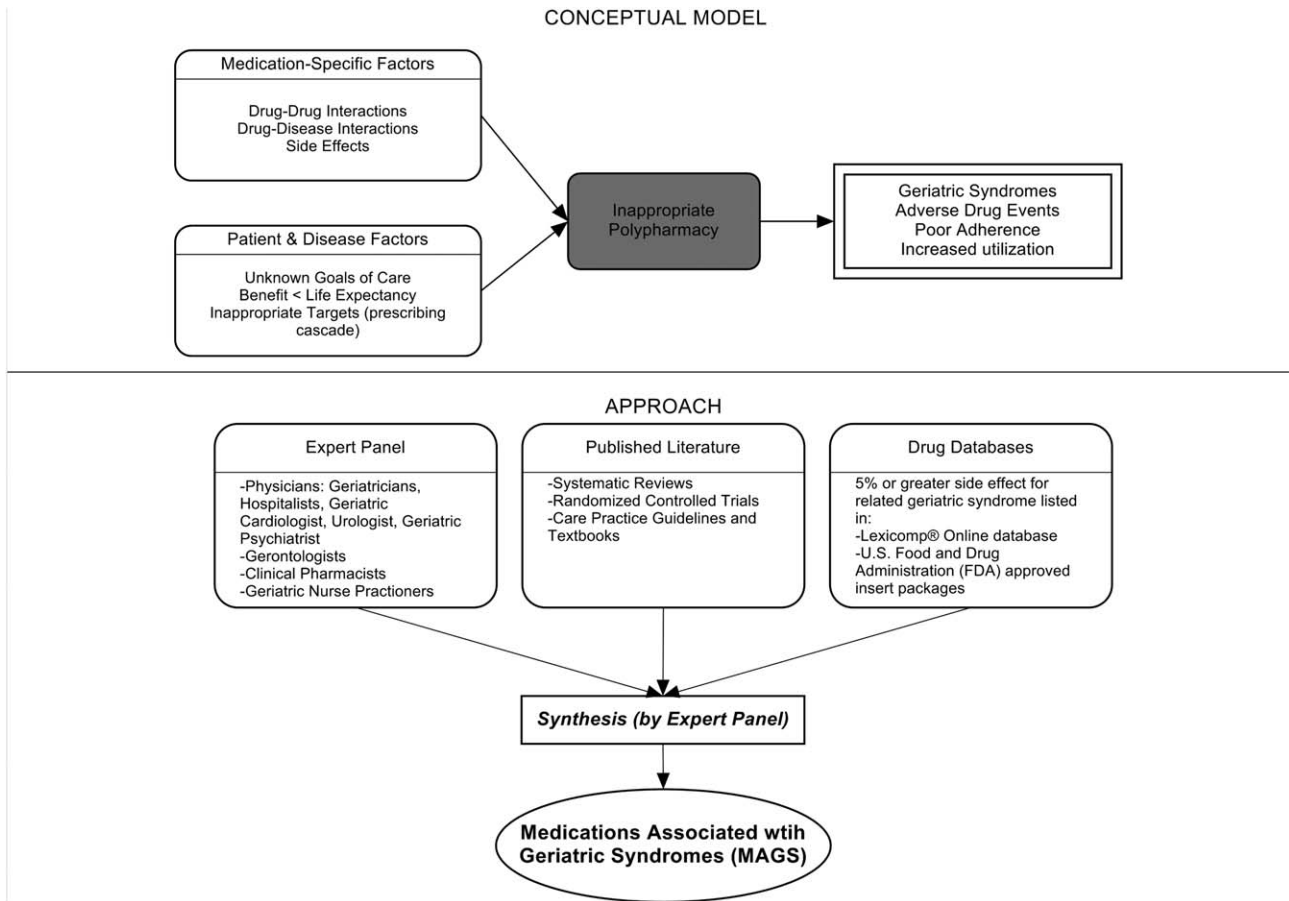 CONCEPTUAL MODEL
Medication-Specific Factors
Drug-Drug Interactions
Drug-Disease Interactions
Side Effects
Patient & Disease Factors
Unknown Goals of Care
Benefit < Life Expectancy
Inappropriate Targets (prescribing
cascade)
Inappropriate
Polypharmacy
Geriatric Syndromes
Adverse Drug Events
Poor Adherence
Increased utilization
APPROACH
Expert Panel
-Physicians: Geriatricians,
Hospitalists, Geriatric
Cardiologist, Urologist, Geriatric
Psychiatrist
-Gerontologists
-Clinical Pharmacists
-Geriatric Nurse Practioners
Published Literature
-Systematic Reviews
-Randomized Controlled Trials
-Care Practice Guidelines and
Textbooks
Drug Databases
5% or greater side effect for
related geriatric syndrome listed
in:
-Lexicomp® Online database
-U.S. Food and Drug
Administration (FDA) approved
insert packages
Synthesis (by Expert Panel)
Medications Associated wtih
Geriatric Syndromes (MAGS)